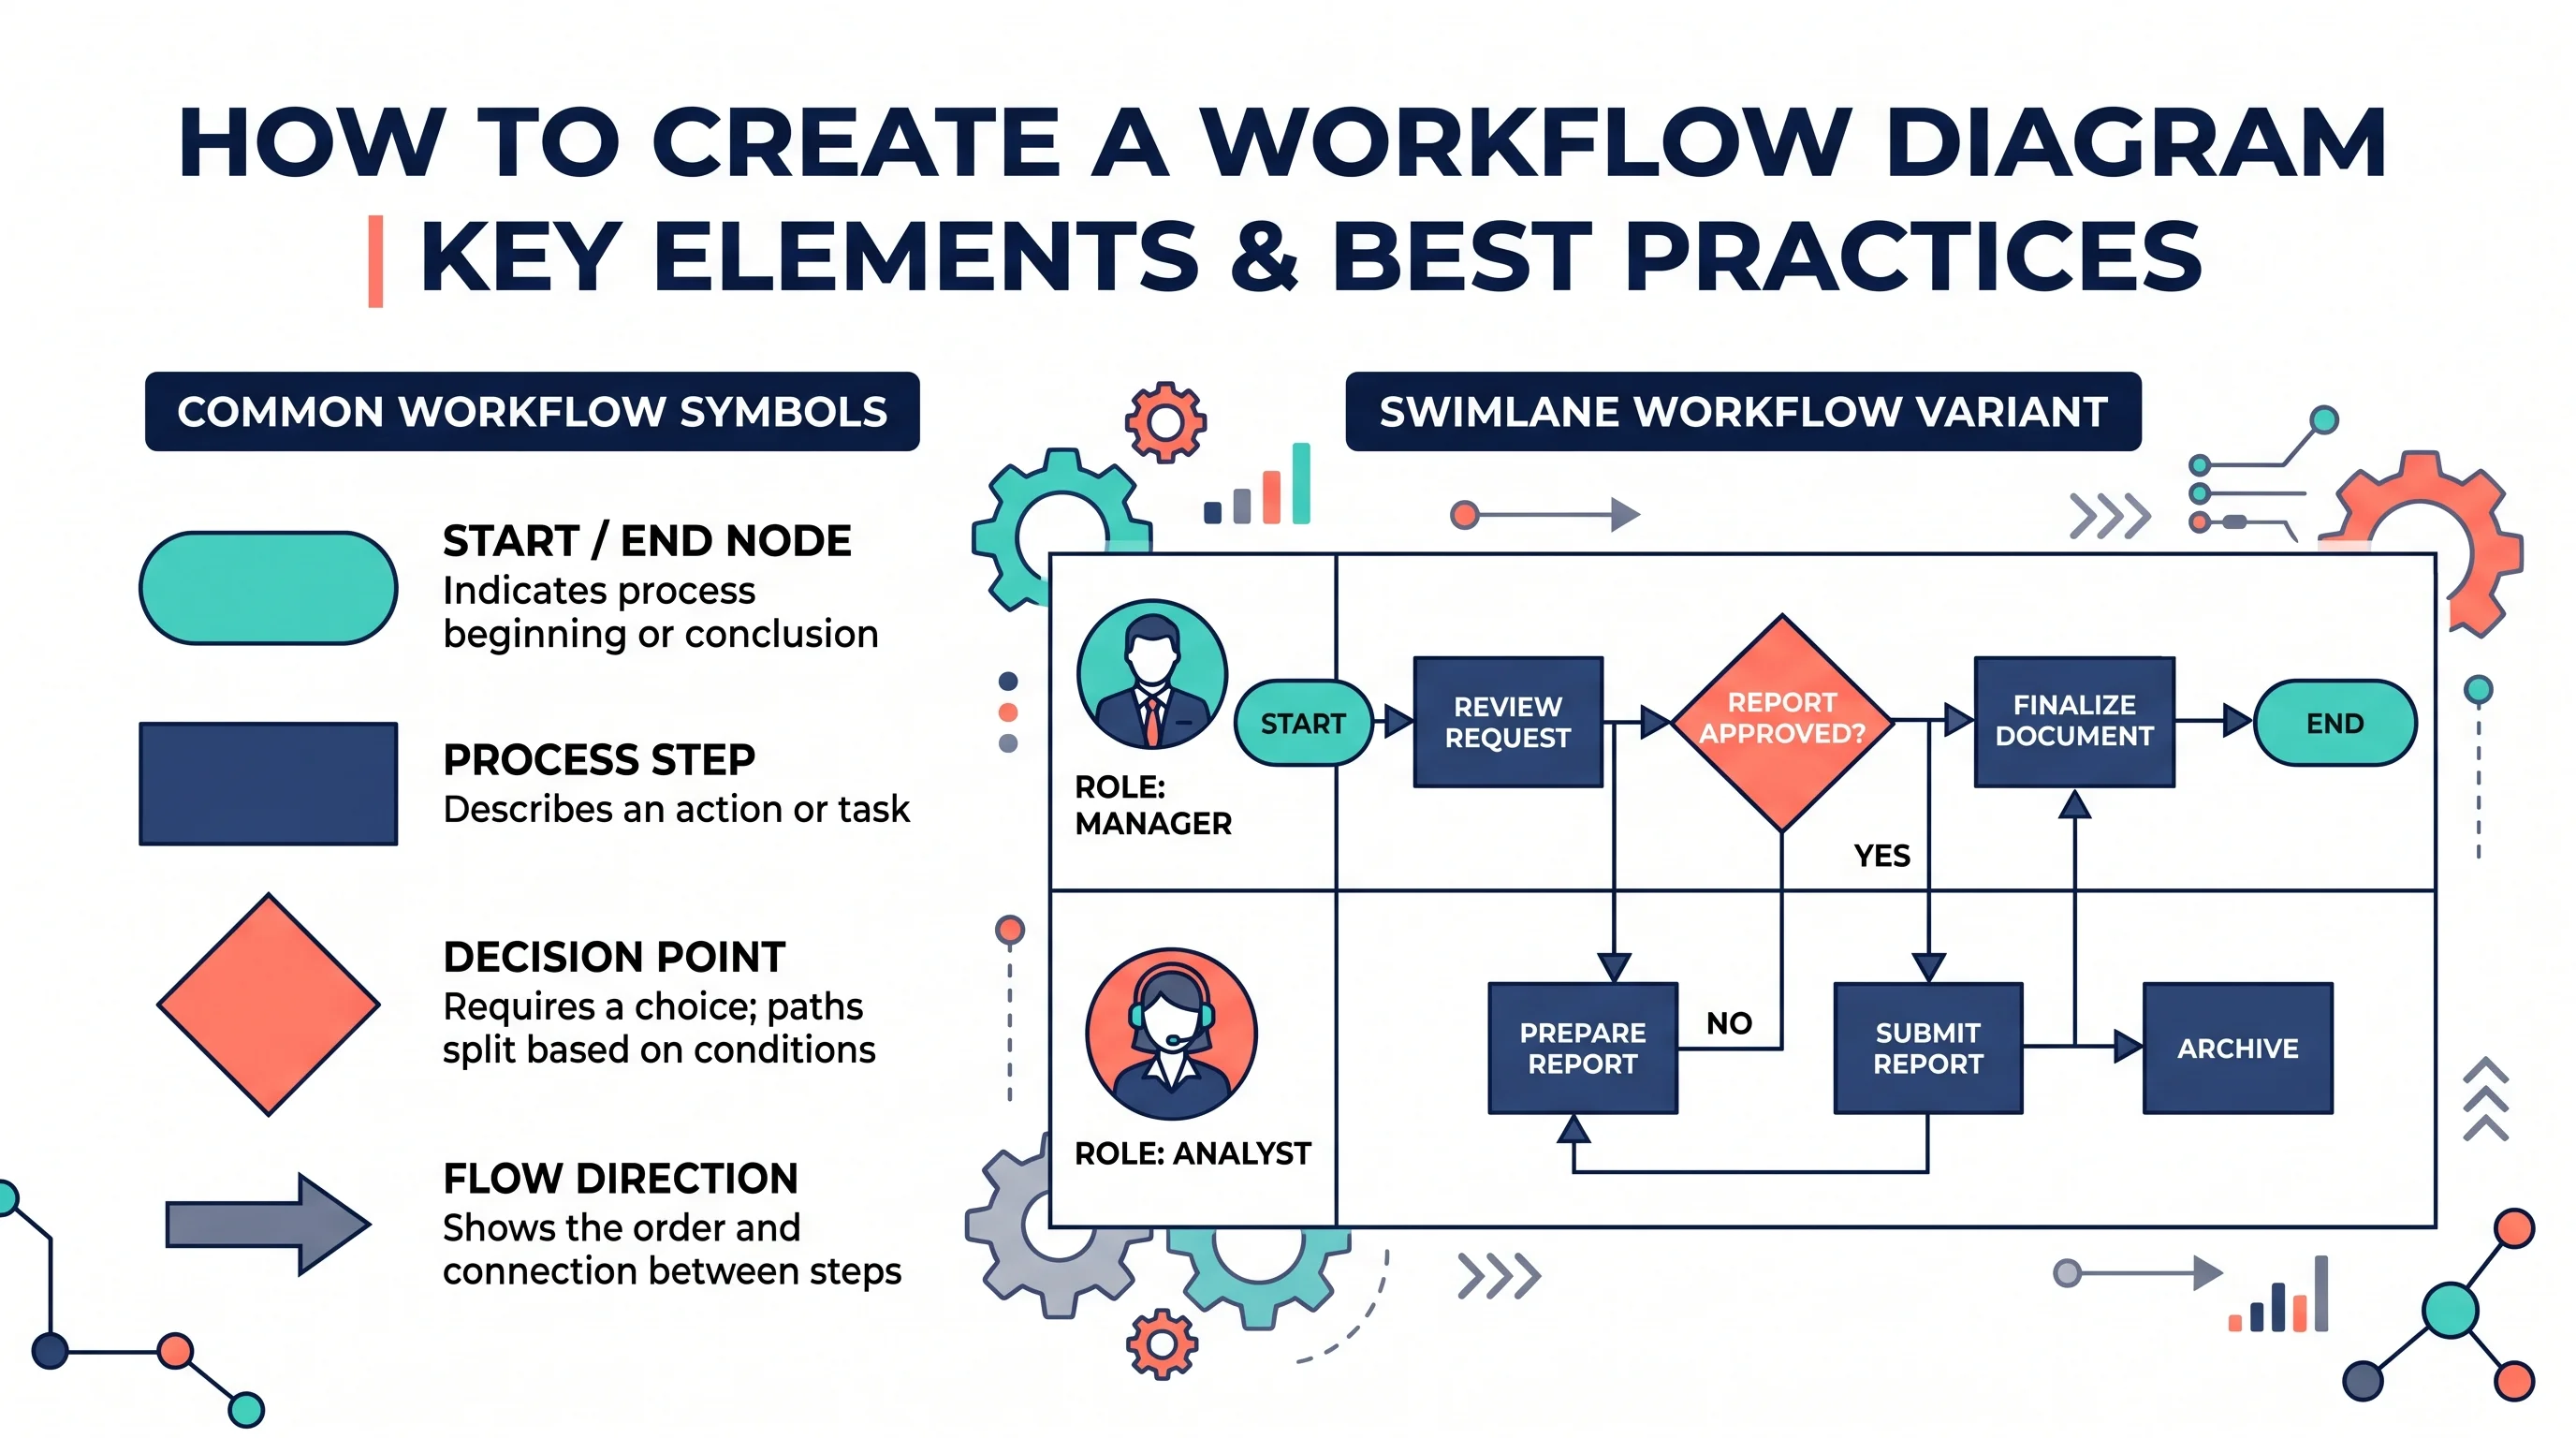 HOW TO CREATE A WORKFLOW DIAGRAM
| KEY ELEMENTS & BEST PRACTICES
COMMON WORKFLOW SYMBOLS
START / END NODE
Indicates process
beginning or conclusion
PROCESS STEP
Describes an action or task
DECISION POINT
Requires a choice; paths
split based on conditions
FLOW DIRECTION
Shows the order and
connection between steps
SWIMLANE WORKFLOW VARIANT
ROLE:
MANAGER
START
REVIEW
REQUEST
REPORT
APPROVED?
YES
FINALIZE
DOCUMENT
END
ROLE: ANALYST
PREPARE
REPORT
NO
SUBMIT
REPORT
ARCHIVE